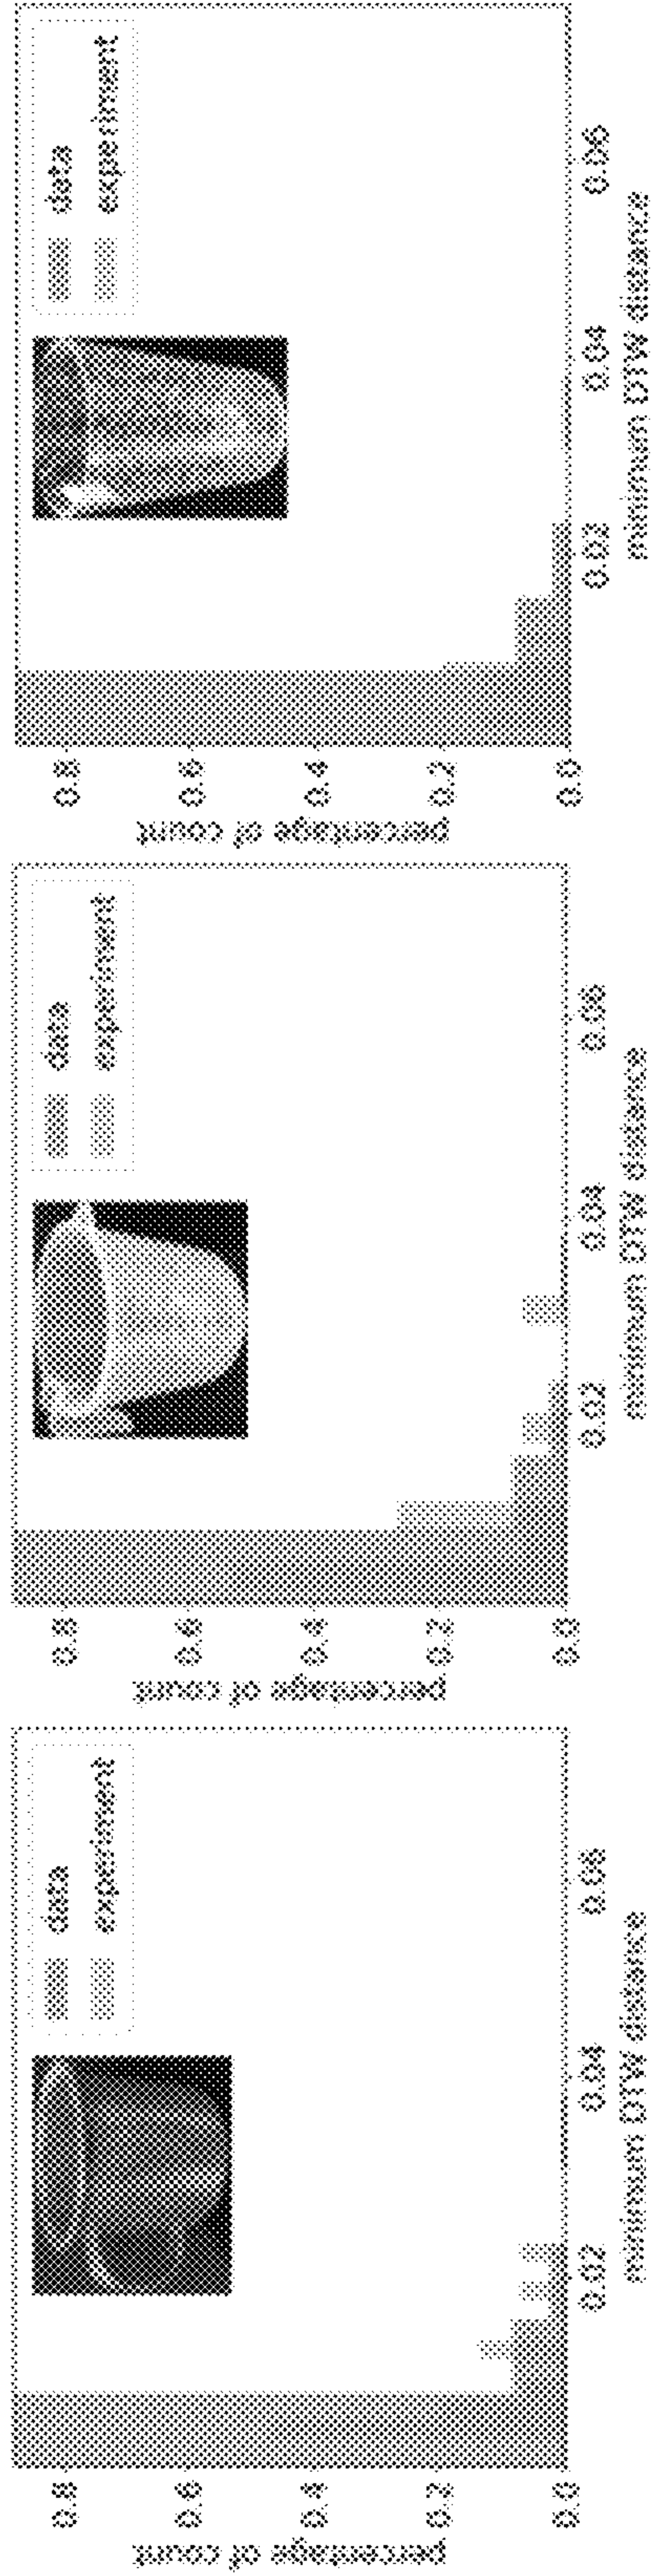 percentage of count
0.8
0.6
0.4
0.2
0.0
data
experiment
0.02 0.04 0.06
minimum DTW distance
percentage of count
0.8
0.6
0.4
0.2
0.0
data
experiment
0.02 0.04 0.06
minimum DTW distance
percentage of count
0.8
0.6
0.4
0.2
0.0
data
experiment
0.02 0.04 0.06
minimum DTW distance